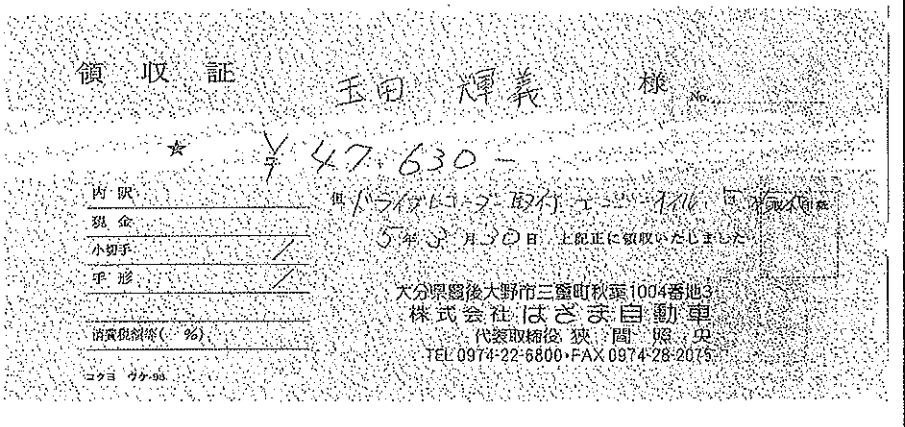 領収証
玉田 輝義 様
No.
★ ¥47,630-
内訳
現金
小切手 /
手形 /
消費税額等( %)
コクヨ ウケ-98
但 ドライブレコーダー取付 エンジンオイル
5年3月30日 上記正に領収いたしました
大分県豊後大野市三重町秋葉1004番地3
株式会社 はざま自動車
代表取締役 狭間 照央
TEL 0974-22-6800・FAX 0974-28-2075